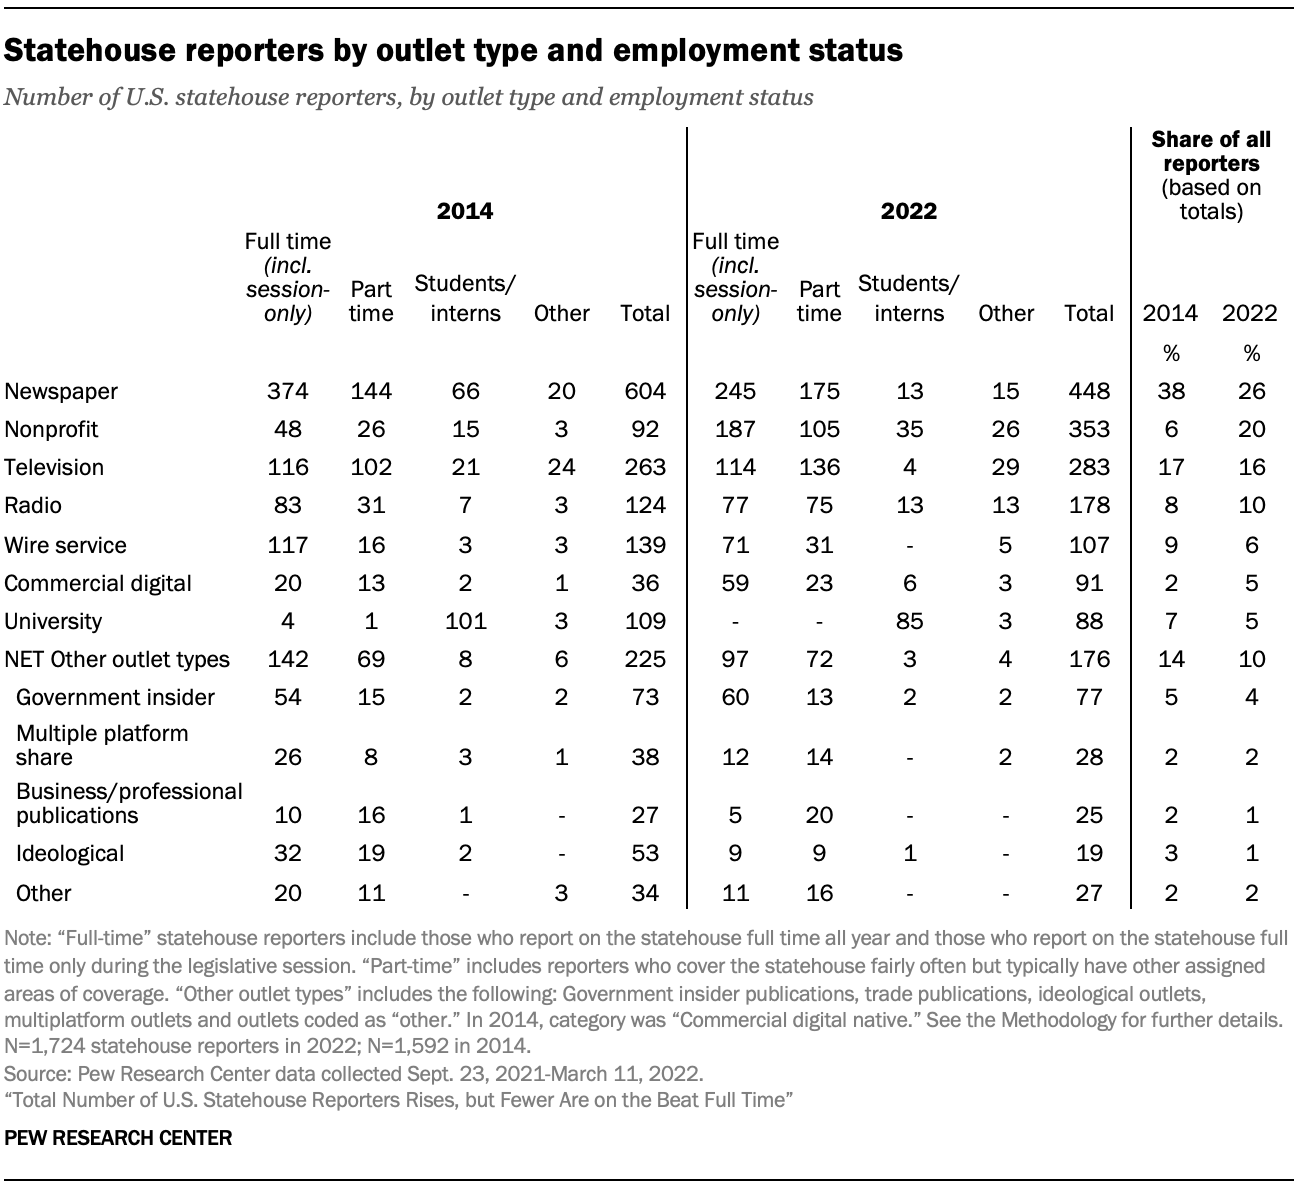 Statehouse reporters by outlet type and employment status
Number of U.S. statehouse reporters, by outlet type and employment status
2014
2022
Share of all
reporters
(based on
totals)
Full time
(incl.
session-
only)
Part
time
Students/
interns
Other
Total
Full time
(incl.
session-
only)
Part
time
Students/
interns
Other
Total
2014
2022
% %
Newspaper 374 144 66 20 604 245 175 13 15 448 38 26
Nonprofit 48 26 15 3 92 187 105 35 26 353 6 20
Television 116 102 21 24 263 114 136 4 29 283 17 16
Radio 83 31 7 3 124 77 75 13 13 178 8 10
Wire service 117 16 3 3 139 71 31 - 5 107 9 6
Commercial digital 20 13 2 1 36 59 23 6 3 91 2 5
University 4 1 101 3 109 - - 85 3 88 7 5
NET Other outlet types 142 69 8 6 225 97 72 3 4 176 14 10
Government insider 54 15 2 2 73 60 13 2 2 77 5 4
Multiple platform
share 26 8 3 1 38 12 14 - 2 28 2 2
Business/professional
publications 10 16 1 - 27 5 20 - - 25 2 1
Ideological 32 19 2 - 53 9 9 1 - 19 3 1
Other 20 11 - 3 34 11 16 - - 27 2 2
Note: “Full-time” statehouse reporters include those who report on the statehouse full time all year and those who report on the statehouse full
time only during the legislative session. “Part-time” includes reporters who cover the statehouse fairly often but typically have other assigned
areas of coverage. “Other outlet types” includes the following: Government insider publications, trade publications, ideological outlets,
multiplatform outlets and outlets coded as “other.” In 2014, category was “Commercial digital native.” See the Methodology for further details.
N=1,724 statehouse reporters in 2022; N=1,592 in 2014.
Source: Pew Research Center data collected Sept. 23, 2021-March 11, 2022.
“Total Number of U.S. Statehouse Reporters Rises, but Fewer Are on the Beat Full Time”
PEW RESEARCH CENTER